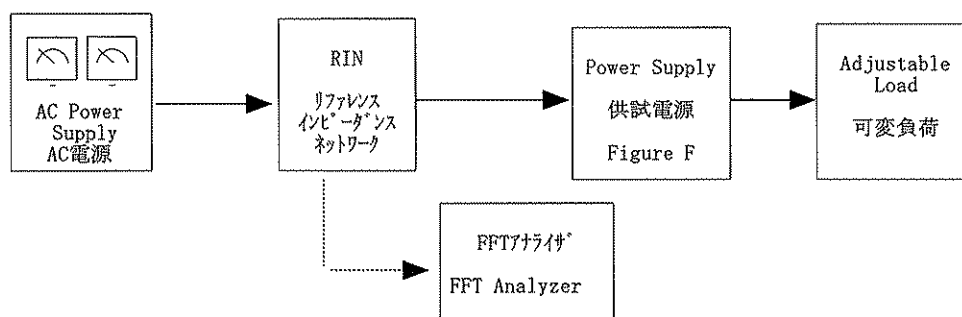 AC Power
Supply
AC電源
RIN
リファレンス
インピーダンス
ネットワーク
Power Supply
供試電源
Figure F
Adjustable
Load
可変負荷
FFTアナライザ
FFT Analyzer